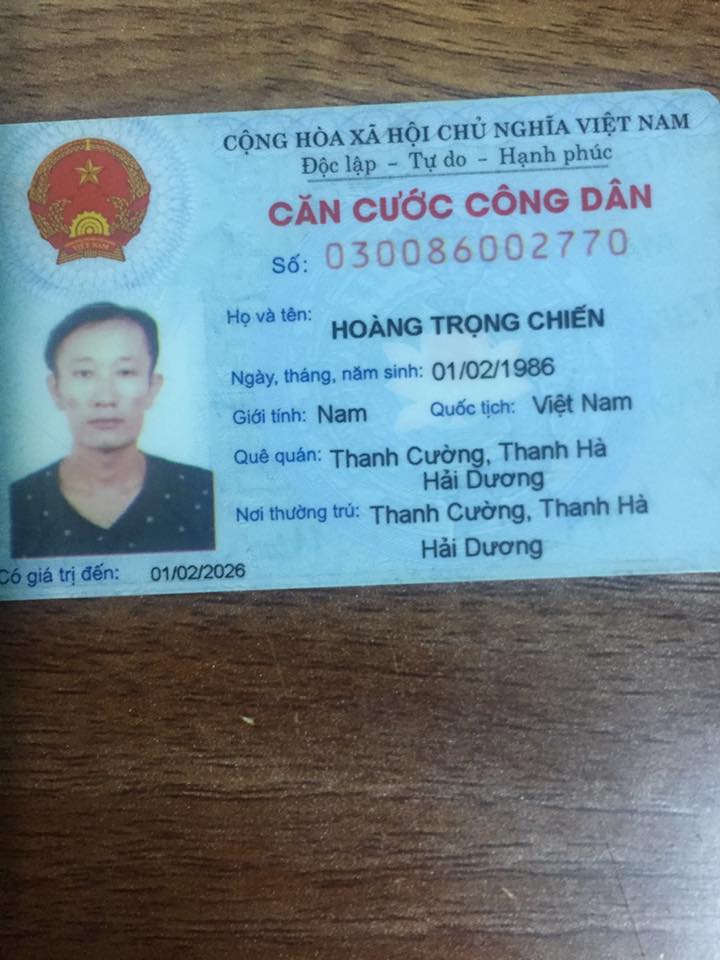 CỘNG HÒA XÃ HỘI CHỦ NGHĨA VIỆT NAM
Độc lập - Tự do - Hạnh phúc
CĂN CƯỚC CÔNG DÂN
Số: 030086002770
Họ và tên: HOÀNG TRỌNG CHIẾN
Ngày, tháng, năm sinh: 01/02/1986
Giới tính: Nam Quốc tịch: Việt Nam
Quê quán: Thanh Cường, Thanh Hà
Hải Dương
Nơi thường trú: Thanh Cường, Thanh Hà
Hải Dương
Có giá trị đến: 01/02/2026